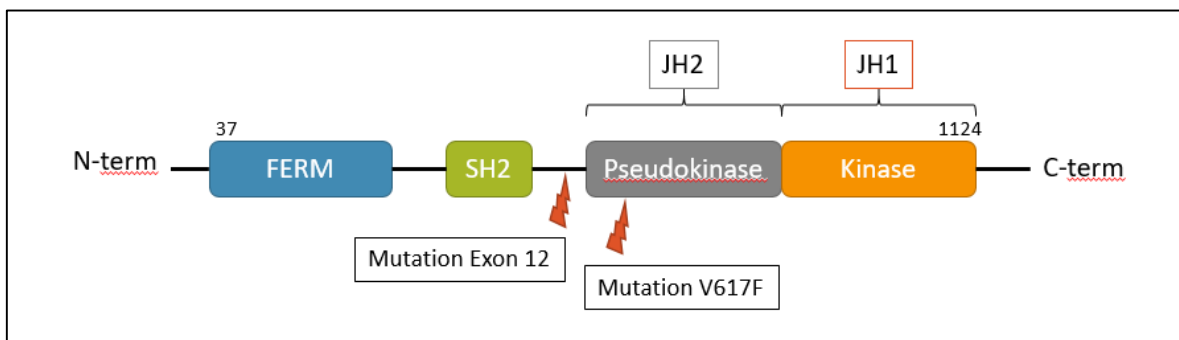 JH2
JH1
37
1124
N-term
FERM
SH2
Pseudokinase
Kinase
C-term
Mutation Exon 12
Mutation V617F